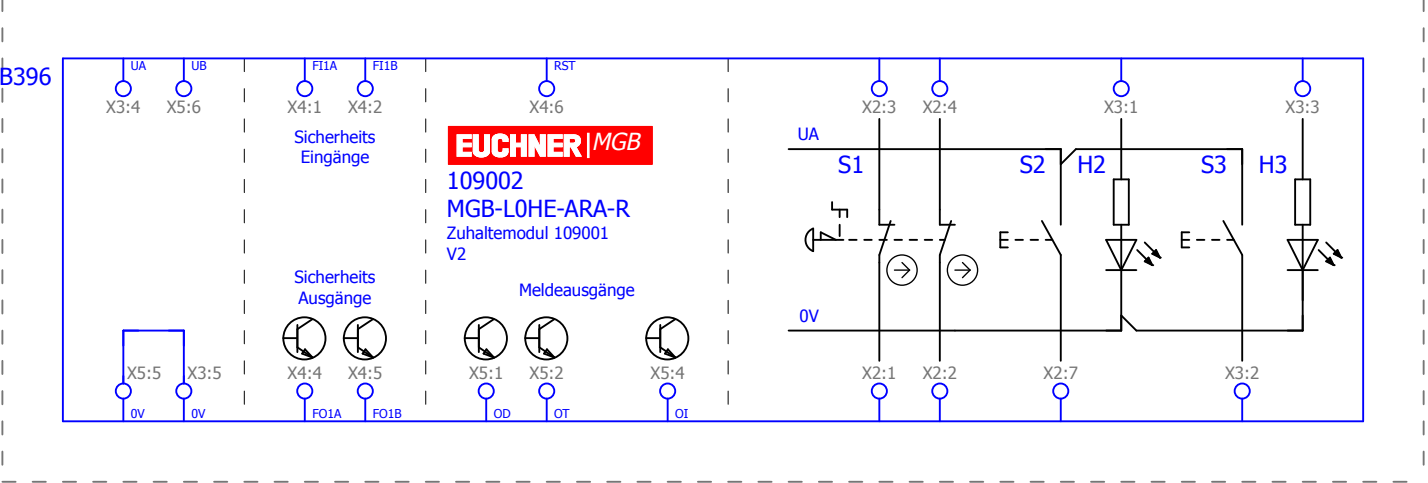 B396
UA UB FI1A FI1B RST
X3:4 X5:6 X4:1 X4:2 X4:6 X2:3 X2:4 X3:1 X3:3
Sicherheits
Eingänge
EUCHNER|MGB
109002
MGB-L0HE-ARA-R
Zuhaltemodul 109001
V2
UA
S1 S2 H2 S3 H3
Sicherheits
Ausgänge
Meldeausgänge
0V
X5:5 X3:5 X4:4 X4:5 X5:1 X5:2 X5:4 X2:1 X2:2 X2:7 X3:2
0V 0V FO1A FO1B OD OT OI